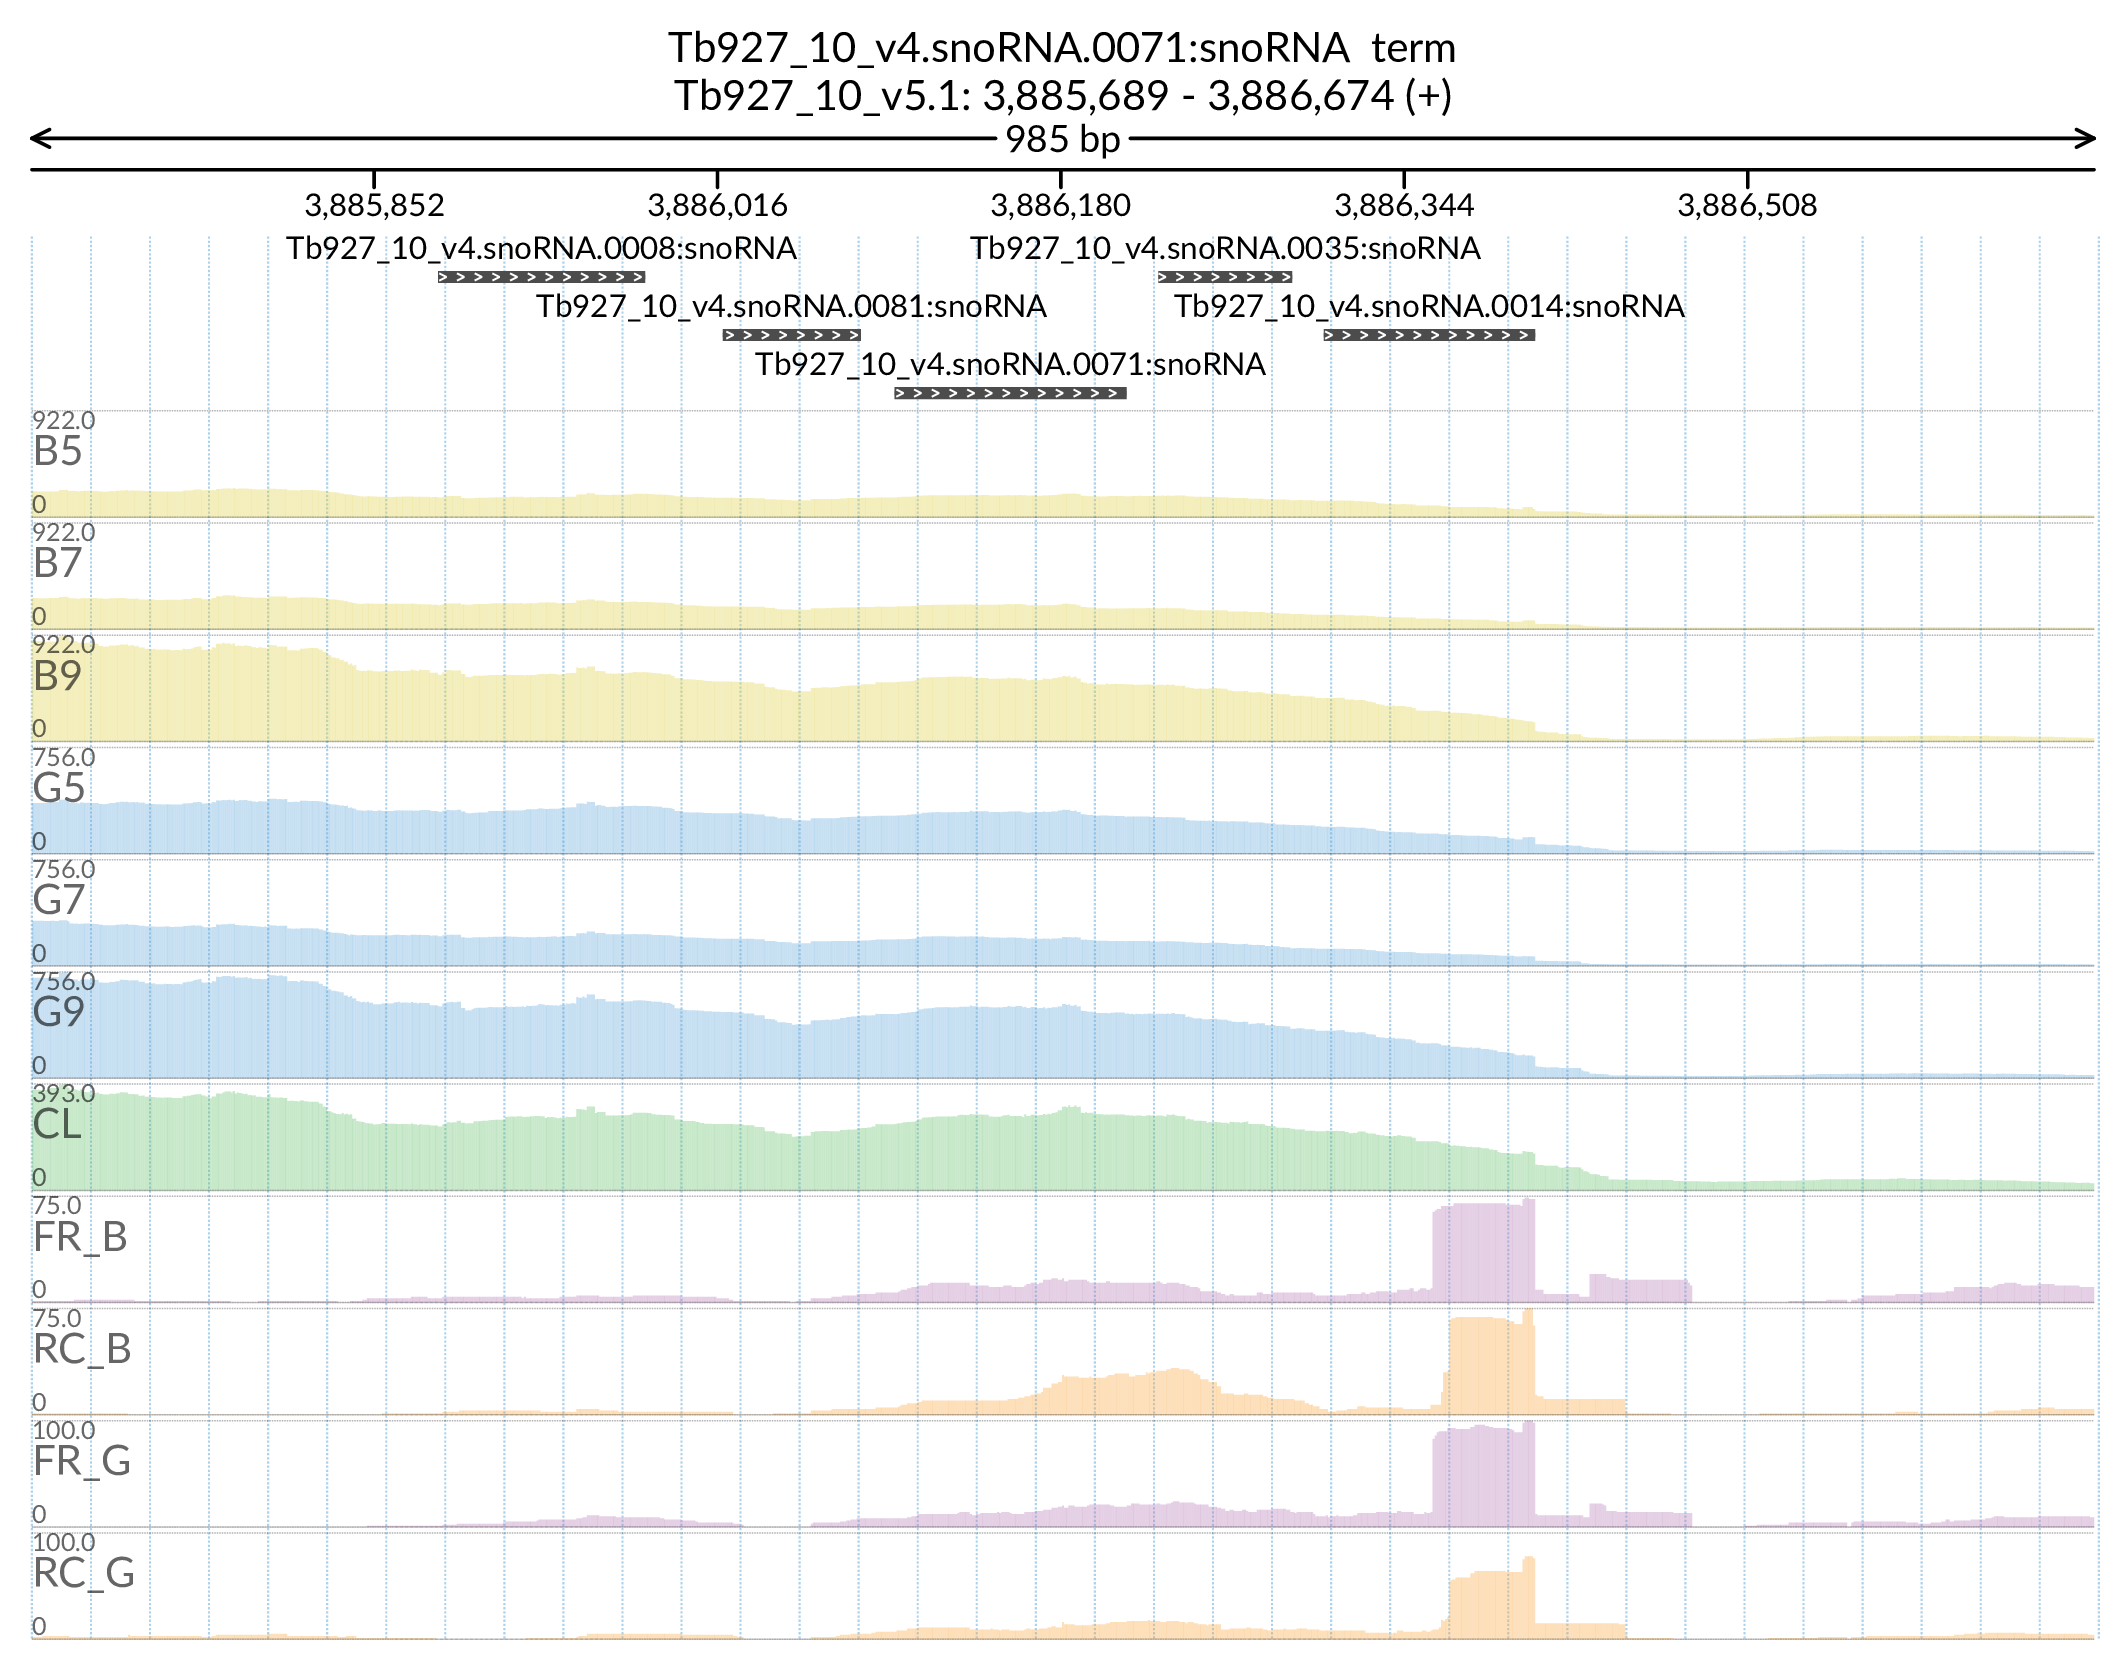 Tb927_10_v4.snoRNA.0071:snoRNA term
Tb927_10_v5.1: 3,885,689 - 3,886,674 (+)
985 bp
3,885,852 3,886,016 3,886,180 3,886,344 3,886,508
Tb927_10_v4.snoRNA.0008:snoRNA Tb927_10_v4.snoRNA.0035:snoRNA
Tb927_10_v4.snoRNA.0081:snoRNA Tb927_10_v4.snoRNA.0014:snoRNA
Tb927_10_v4.snoRNA.0071:snoRNA
922.0
B5
0
922.0
B7
0
922.0
B9
0
756.0
G5
0
756.0
G7
0
756.0
G9
0
393.0
CL
0
75.0
FR_B
0
75.0
RC_B
0
100.0
FR_G
0
100.0
RC_G
0